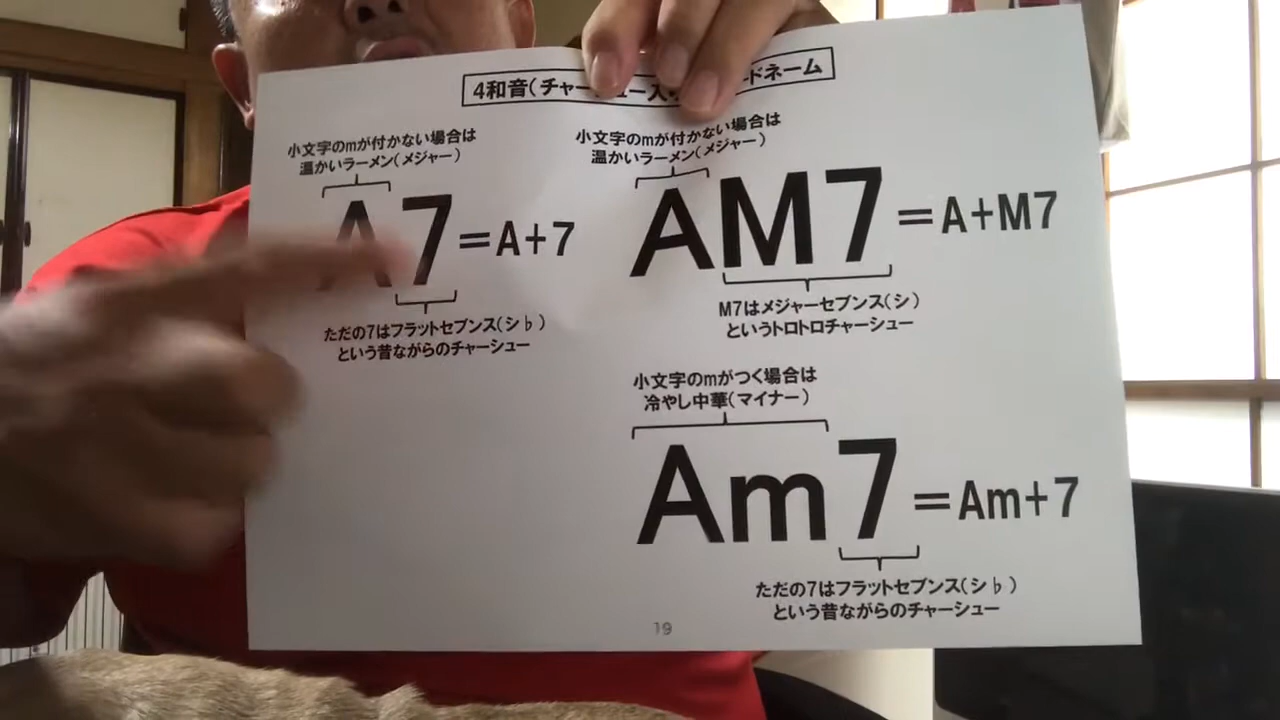 4和音(チャーシュー入 ードネーム
小文字のmが付かない場合は
温かいラーメン(メジャー)
A7=A+7
ただの7はフラットセブンス(シ♭)
という昔ながらのチャーシュー
小文字のmが付かない場合は
温かいラーメン(メジャー)
AM7=A+M7
M7はメジャーセブンス(シ)
というトロトロチャーシュー
小文字のmがつく場合は
冷やし中華(マイナー)
Am7=Am+7
ただの7はフラットセブンス(シ♭)
という昔ながらのチャーシュー
19